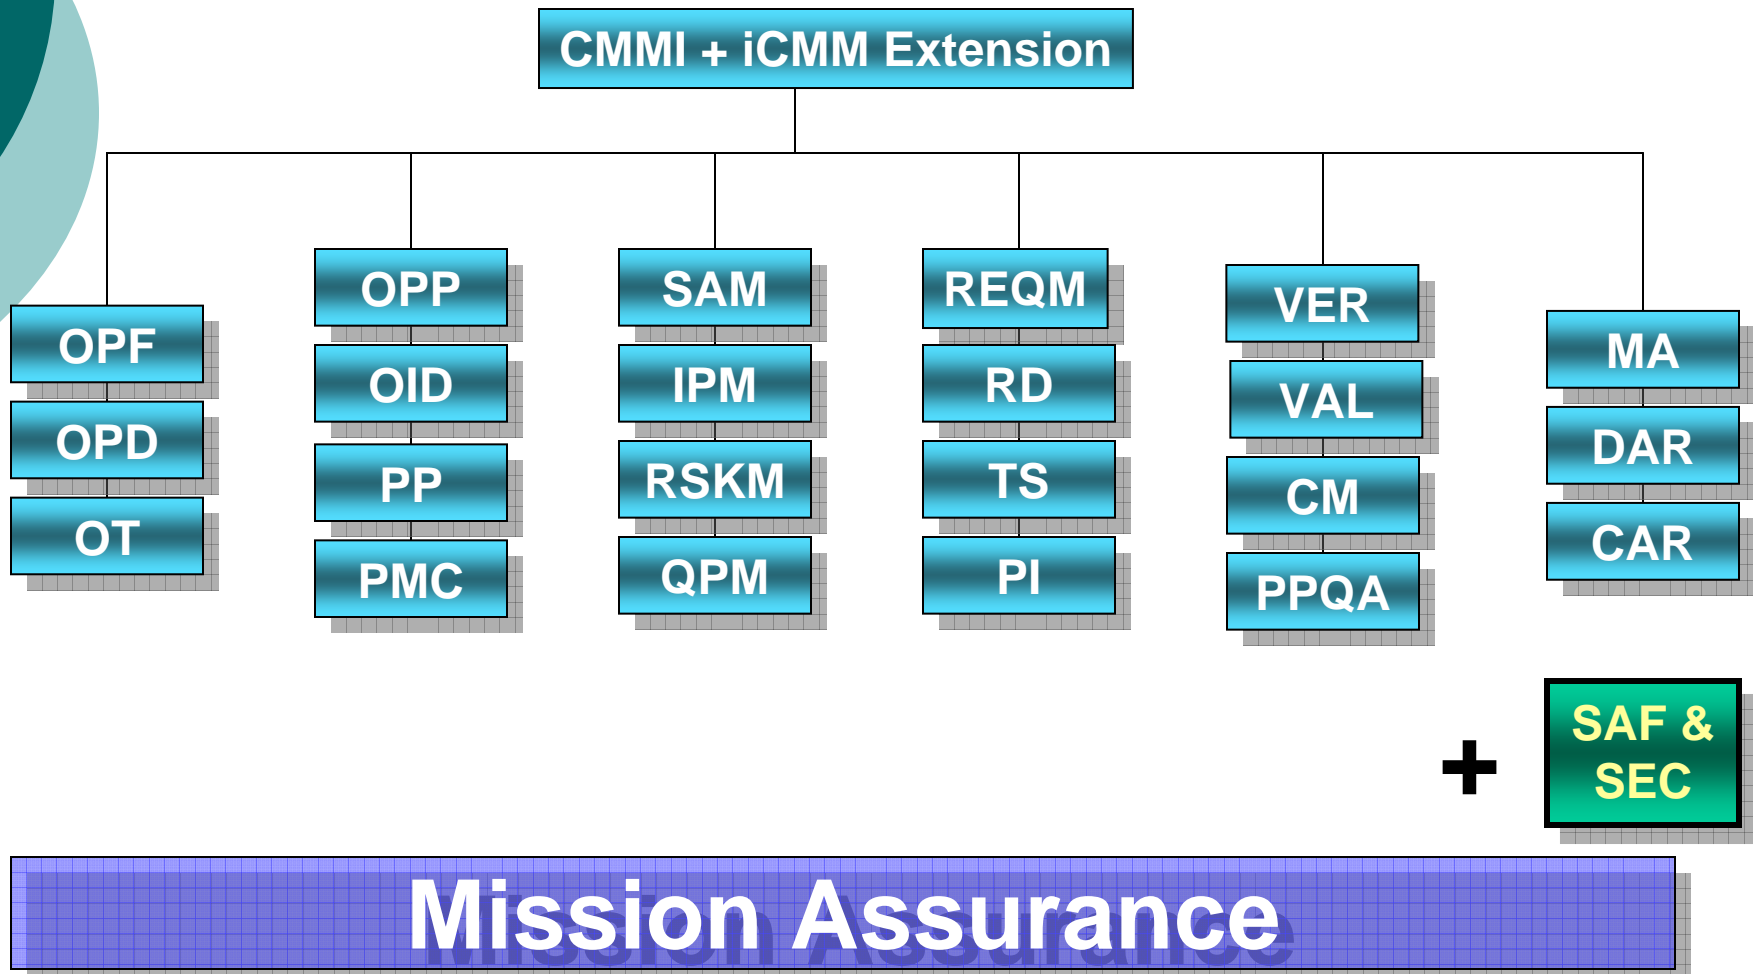 CMMI + iCMM Extension
OPF
OPD
OT
OPP
OID
PP
PMC
SAM
IPM
RSKM
QPM
REQM
RD
TS
PI
VER
VAL
CM
PPQA
MA
DAR
CAR
+
SAF &
SEC
Mission Assurance